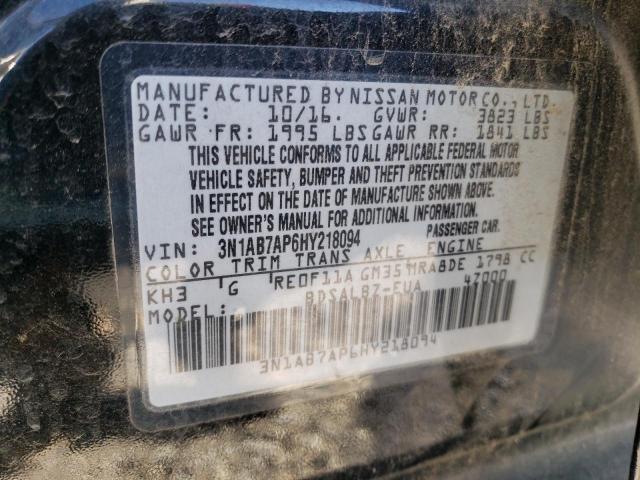 MANUFACTURED BY NISSAN MOTOR CO., LTD.
DATE: 10/16. GVWR: 3823 LBS
GAWR FR: 1995 LBS GAWR RR: 1841 LBS
THIS VEHICLE CONFORMS TO ALL APPLICABLE FEDERAL MOTOR
VEHICLE SAFETY, BUMPER AND THEFT PREVENTION STANDARDS
IN EFFECT ON THE DATE OF MANUFACTURE SHOWN ABOVE.
SEE OWNER'S MANUAL FOR ADDITIONAL INFORMATION.
VIN: 3N1AB7AP6HY218094 PASSENGER CAR
COLOR TRIM TRANS AXLE ENGINE
KH3 G RE0F11A GM35 MRA8DE 1798 CC
MODEL: BDSALBZ-EUA 47000
3N1AB7AP6HY218094